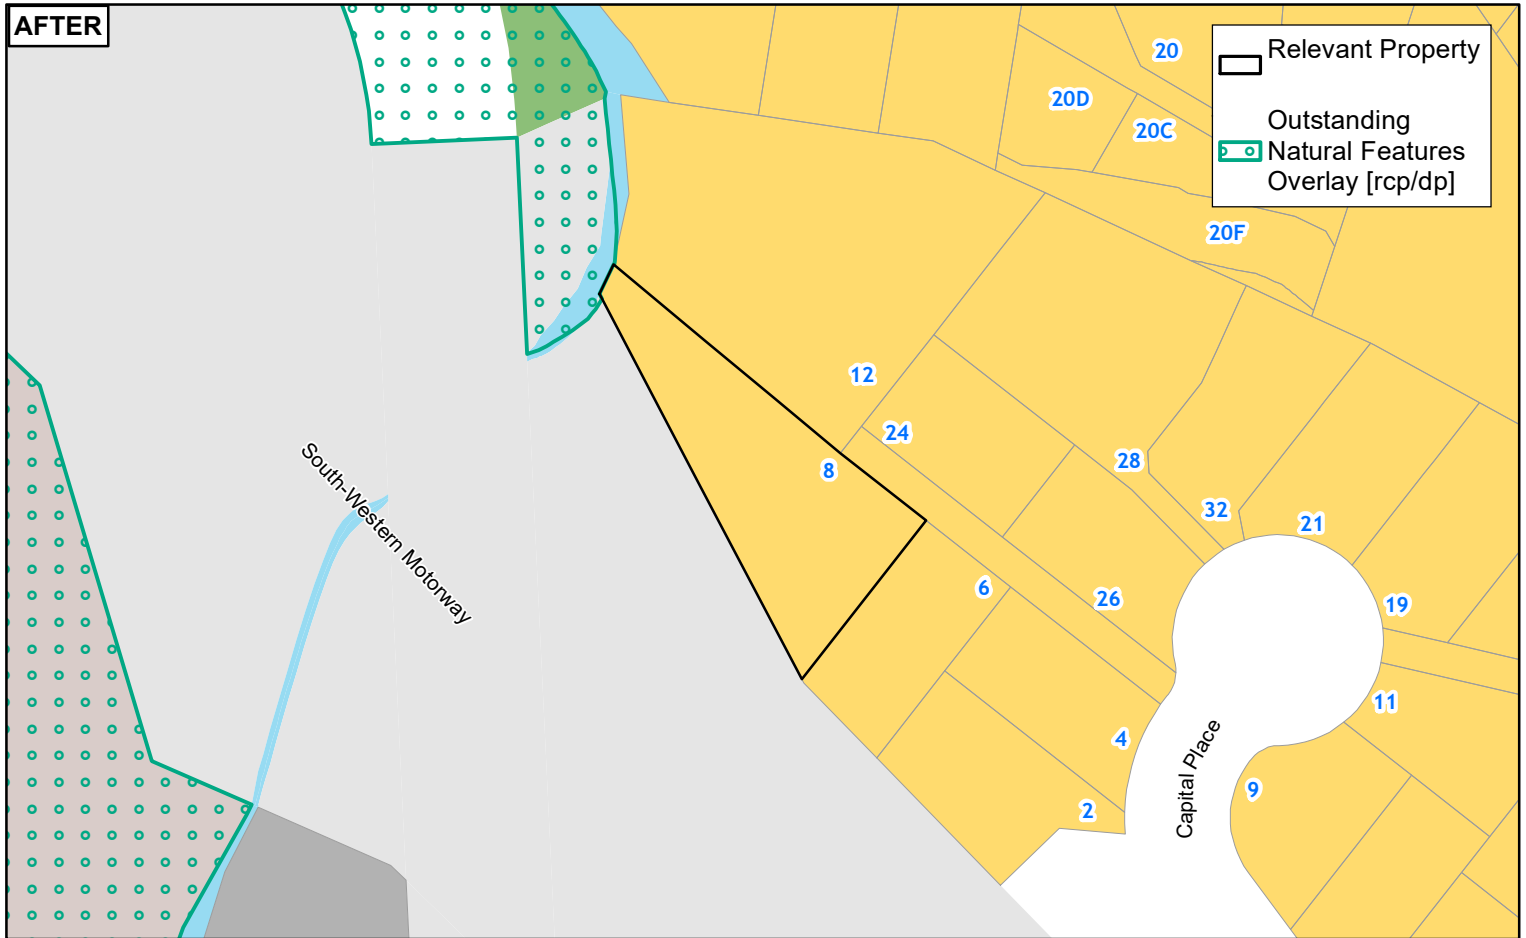 AFTER
Relevant Property
Outstanding
Natural Features
Overlay [rcp/dp]
20
20D
20C
20F
12
24
8
28
32
21
6
26
19
11
4
9
2
South-Western Motorway
Capital Place